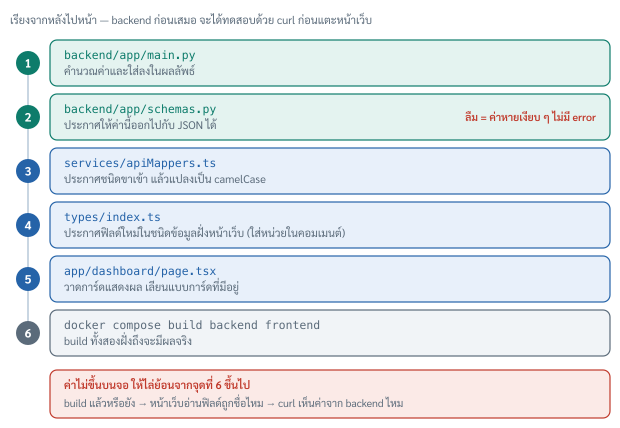 เรียงจากหลังไปหน้า — backend ก่อนเสมอ จะได้ทดสอบด้วย curl ก่อนแตะหน้าเว็บ
1
backend/app/main.py
คำนวณค่าและใส่ลงในผลลัพธ์
2
backend/app/schemas.py
ประกาศให้ค่านี้ออกไปกับ JSON ได้
ลืม = ค่าหายเงียบ ๆ ไม่มี error
3
services/apiMappers.ts
ประกาศชนิดขาเข้า แล้วแปลงเป็น camelCase
4
types/index.ts
ประกาศฟิลด์ใหม่ในชนิดข้อมูลฝั่งหน้าเว็บ (ใส่หน่วยในคอมเมนต์)
5
app/dashboard/page.tsx
วาดการ์ดแสดงผล เลียนแบบการ์ดที่มีอยู่
6
docker compose build backend frontend
build ทั้งสองฝั่งถึงจะมีผลจริง
ค่าไม่ขึ้นบนจอ ให้ไล่ย้อนจากจุดที่ 6 ขึ้นไป
build แล้วหรือยัง → หน้าเว็บอ่านฟิลด์ถูกชื่อไหม → curl เห็นค่าจาก backend ไหม